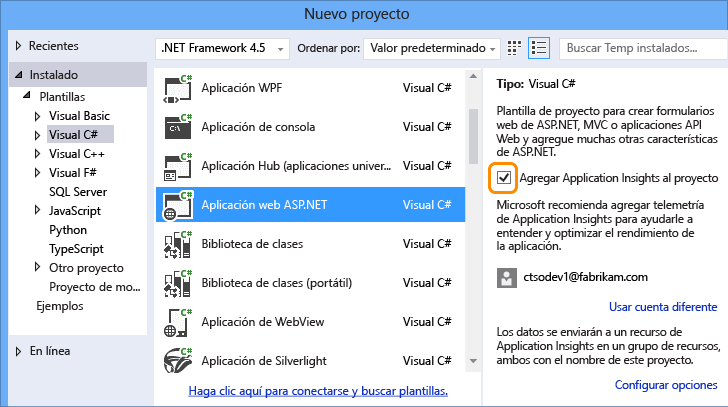 Nuevo proyecto
Recientes
Instalado
Plantillas
Visual Basic
Visual C#
Visual C++
Visual F#
SQL Server
JavaScript
Python
TypeScript
Otro proyecto
Proyecto de mo...
Ejemplos
En línea
.NET Framework 4.5
Ordenar por:
Valor predeterminado
Buscar Temp instalados...
C#
Aplicación WPF
Visual C#
C#
C:\
Aplicación de consola
Visual C#
C#
Aplicación Hub (aplicaciones univer...
Visual C#
C#
Aplicación web ASP.NET
Visual C#
C#
Biblioteca de clases
Visual C#
C#
Biblioteca de clases (portátil)
Visual C#
C#
Aplicación de WebView
Visual C#
C#
Aplicación de Silverlight
Visual C#
Haga clic aquí para conectarse y buscar plantillas.
Tipo: Visual C#
Plantilla de proyecto para crear formularios
web de ASP.NET, MVC o aplicaciones API
Web y agregue muchas otras características
de ASP.NET.
Agregar Application Insights al proyecto
Microsoft recomienda agregar telemetría
de Application Insights para ayudarle a
entender y optimizar el rendimiento de
la aplicación.
ctsodev1@fabrikam.com
Usar cuenta diferente
Los datos se enviarán a un recurso de
Application Insights en un grupo de recursos,
ambos con el nombre de este proyecto.
Configurar opciones